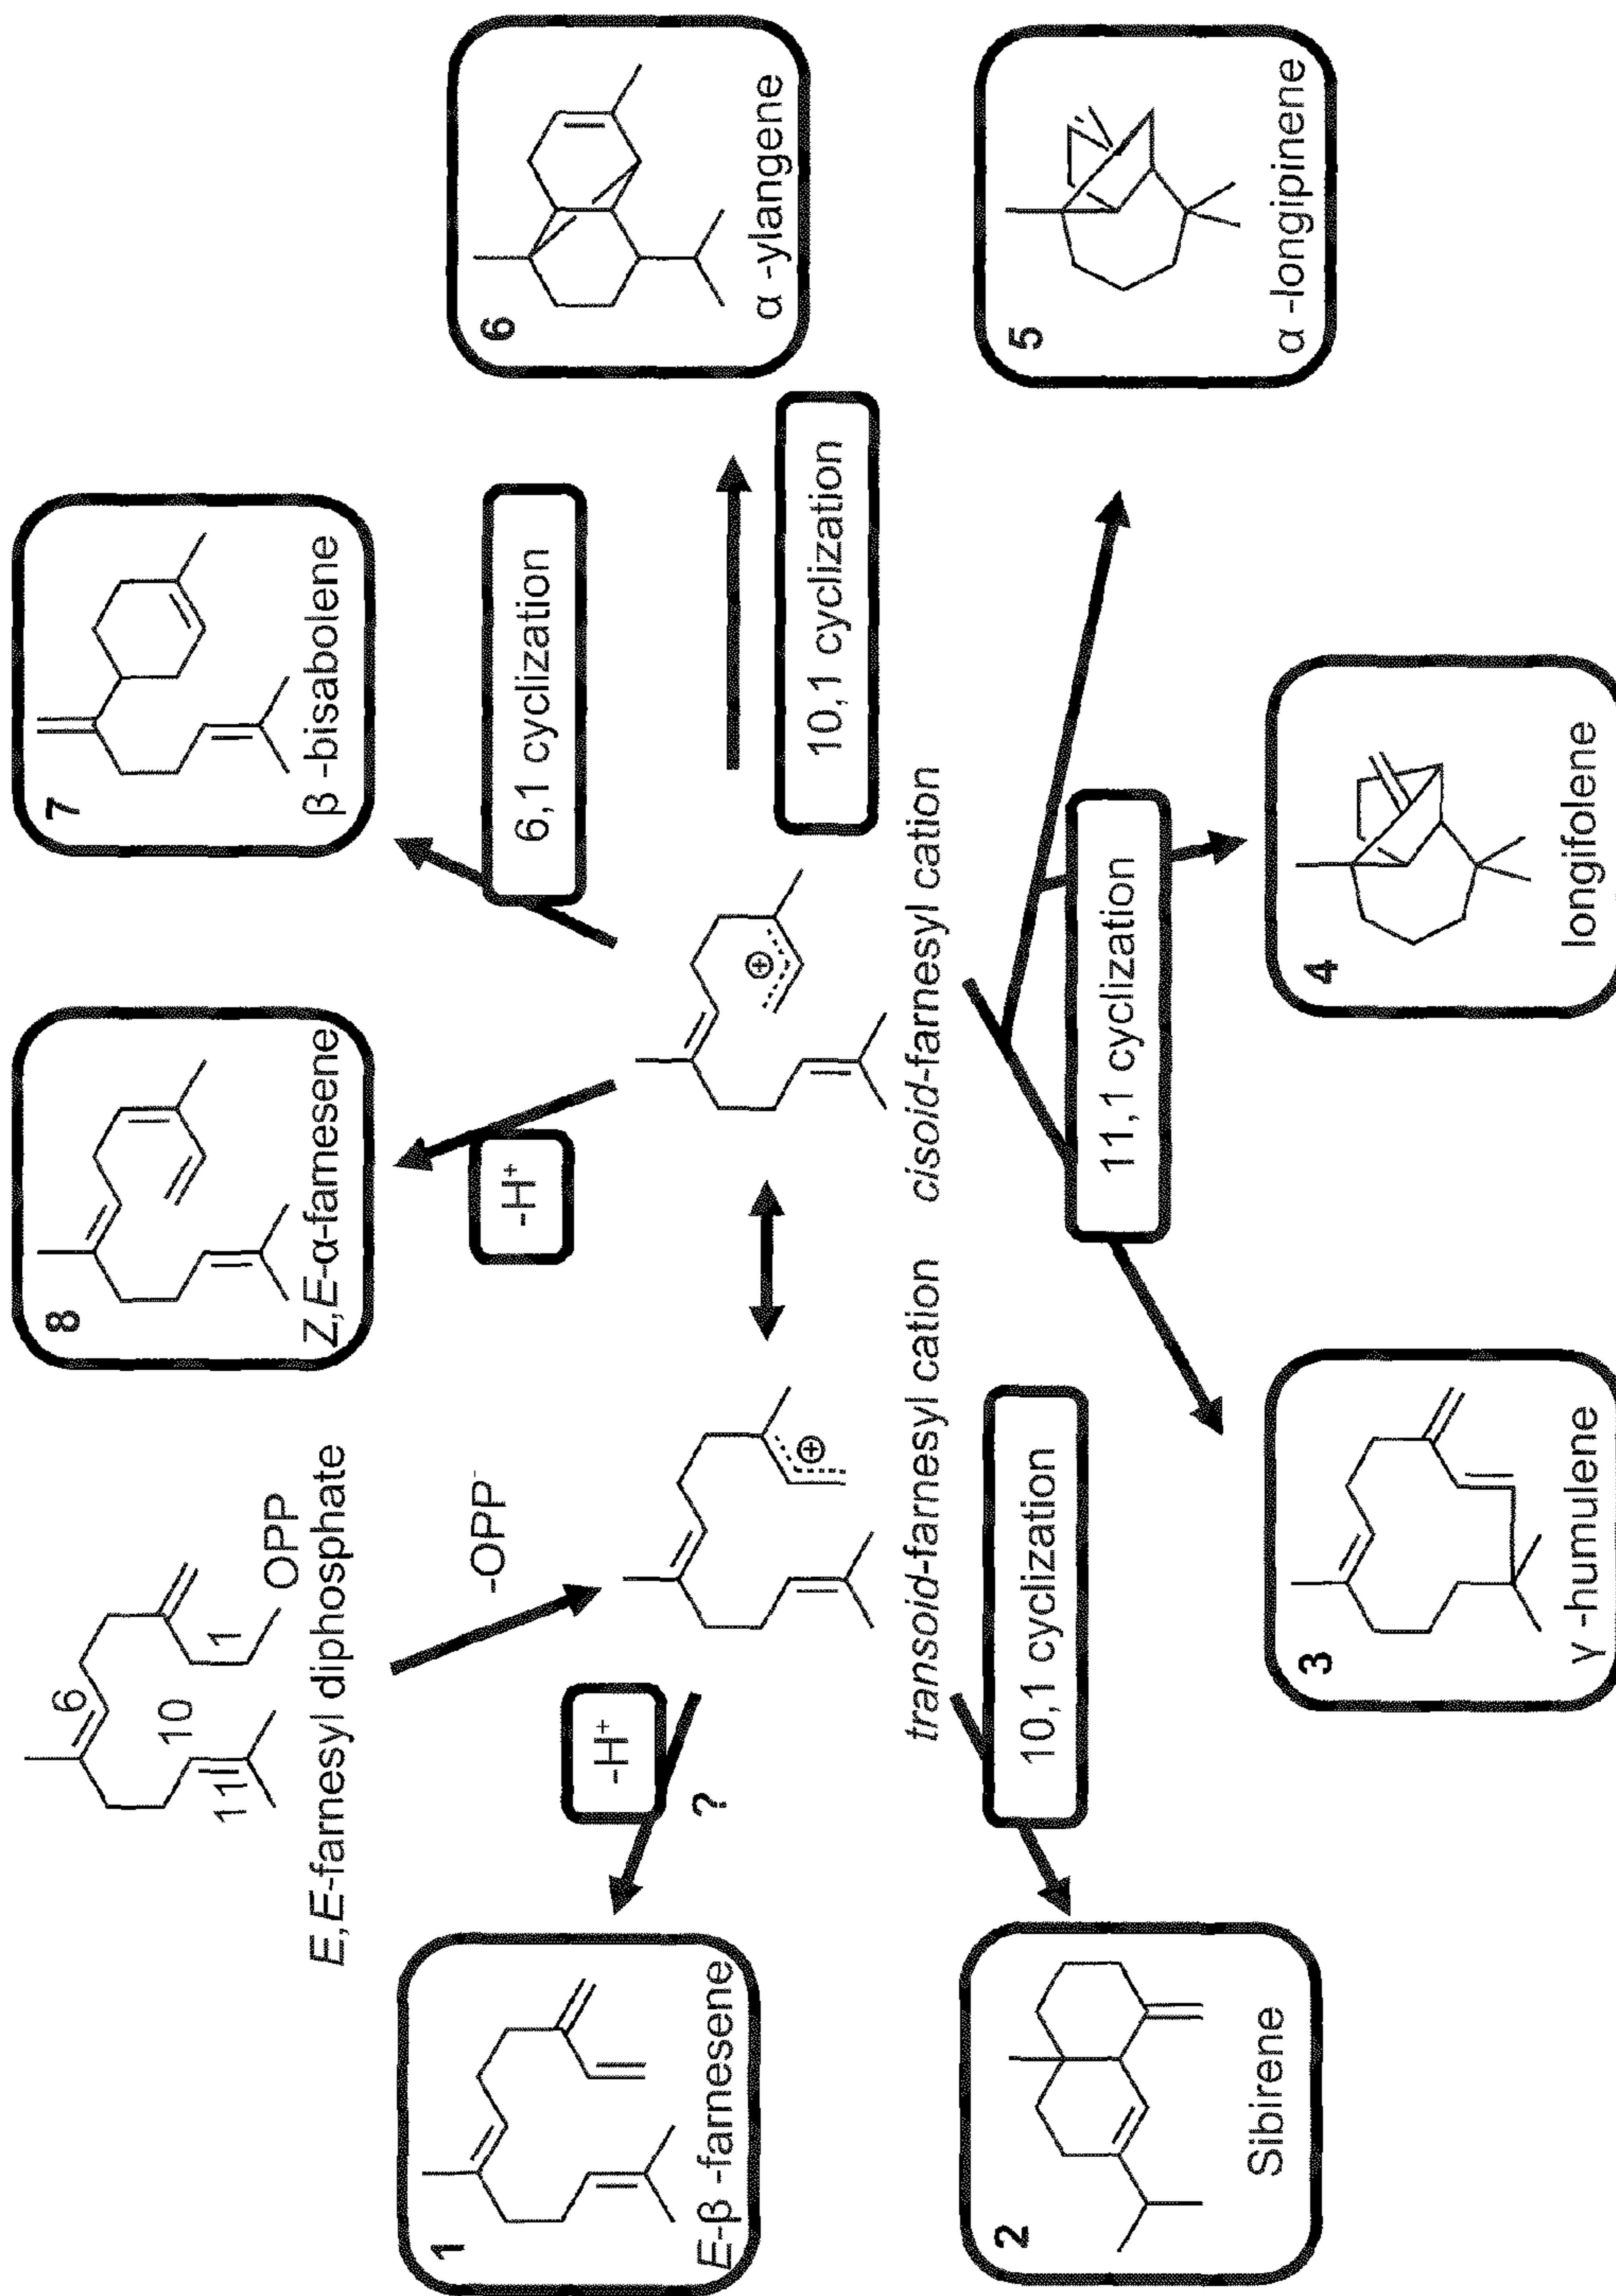 6
1
10
11
OPP
E,E-farnesyl diphosphate
8
Z,E-α-farnesene
7
β -bisabolene
1
E-β -farnesene
-H⁺
?
-OPP⁻
-H⁺
6,1 cyclization
6
α -ylangene
⊕
transoid-farnesyl cation
⊕
cisoid-farnesyl cation
10,1 cyclization
2
Sibirene
10,1 cyclization
11,1 cyclization
5
α -longipinene
3
γ -humulene
4
longifolene